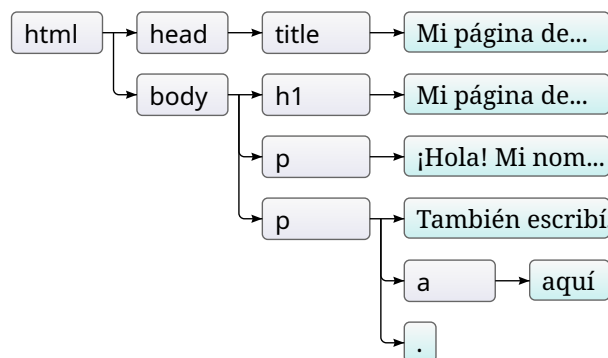 html head title Mi página de...
body h1 Mi página de...
p ¡Hola! Mi nom...
p También escribí
a aquí
.